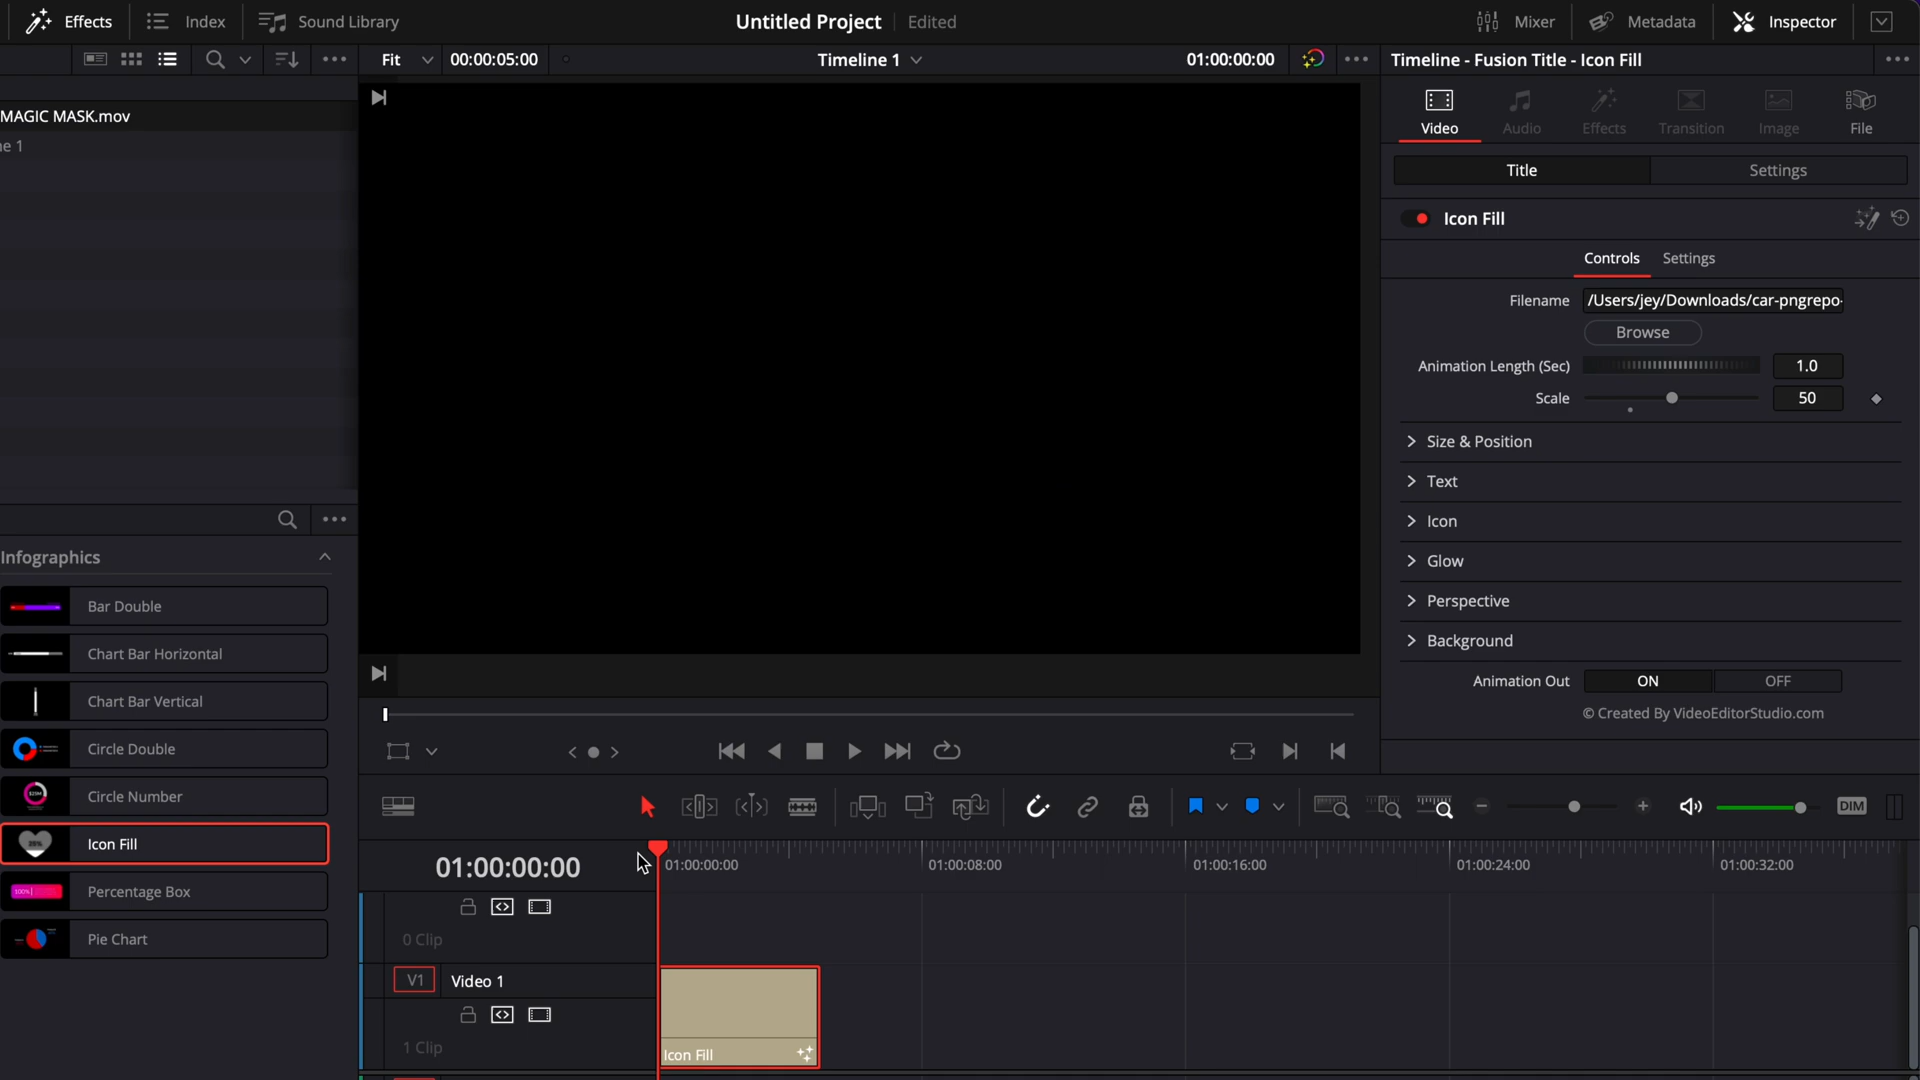 Effects
Index
Sound Library
Untitled Project
Edited
Mixer
Metadata
Inspector
Fit
00:00:05:00
Timeline 1
01:00:00:00
Timeline - Fusion Title - Icon Fill
MAGIC MASK.mov
ne 1
Video
Audio
Effects
Transition
Image
File
Title
Settings
Icon Fill
Controls
Settings
Filename
/Users/jey/Downloads/car-pngrepo-
Browse
Animation Length (Sec)
1.0
Scale
50
Size & Position
Text
Icon
Glow
Perspective
Background
Animation Out
ON
OFF
© Created By VideoEditorStudio.com
Infographics
Bar Double
Chart Bar Horizontal
Chart Bar Vertical
Circle Double
Circle Number
Icon Fill
Percentage Box
Pie Chart
DIM
01:00:00:00
01:00:00:00
01:00:08:00
01:00:16:00
01:00:24:00
01:00:32:00
0 Clip
V1
Video 1
1 Clip
Icon Fill